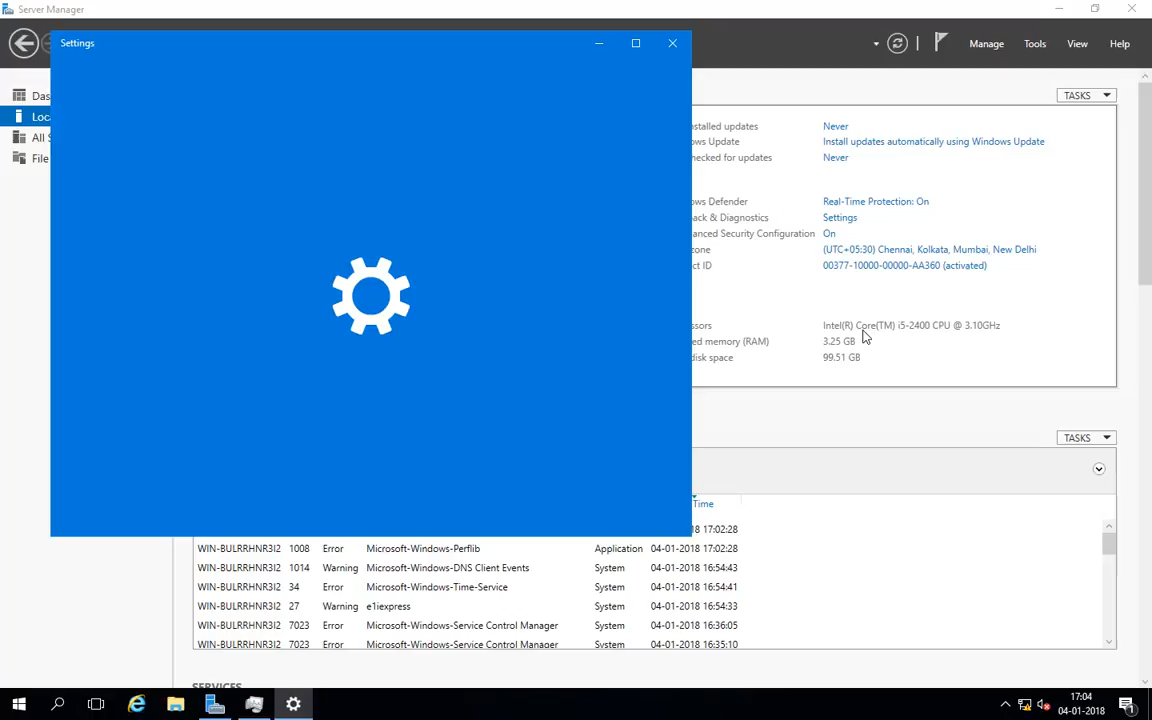 Server Manager
Settings
Manage Tools View Help
Das
Loca
All S
File
TASKS
nstalled updates Never
ows Update Install updates automatically using Windows Update
hecked for updates Never
ows Defender Real-Time Protection: On
ack & Diagnostics Settings
anced Security Configuration On
zone (UTC+05:30) Chennai, Kolkata, Mumbai, New Delhi
ct ID 00377-10000-00000-AA360 (activated)
ssors Intel(R) Core(TM) i5-2400 CPU @ 3.10GHz
ed memory (RAM) 3.25 GB
disk space 99.51 GB
TASKS
Time
18 17:02:28
WIN-BULRRHNR3I2 1008 Error Microsoft-Windows-Perflib Application 04-01-2018 17:02:28
WIN-BULRRHNR3I2 1014 Warning Microsoft-Windows-DNS Client Events System 04-01-2018 16:54:43
WIN-BULRRHNR3I2 34 Error Microsoft-Windows-Time-Service System 04-01-2018 16:54:41
WIN-BULRRHNR3I2 27 Warning e1iexpress System 04-01-2018 16:54:33
WIN-BULRRHNR3I2 7023 Error Microsoft-Windows-Service Control Manager System 04-01-2018 16:36:05
WIN-BULRRHNR3I2 7023 Error Microsoft-Windows-Service Control Manager System 04-01-2018 16:35:10
SERVICES
17:04
04-01-2018
1